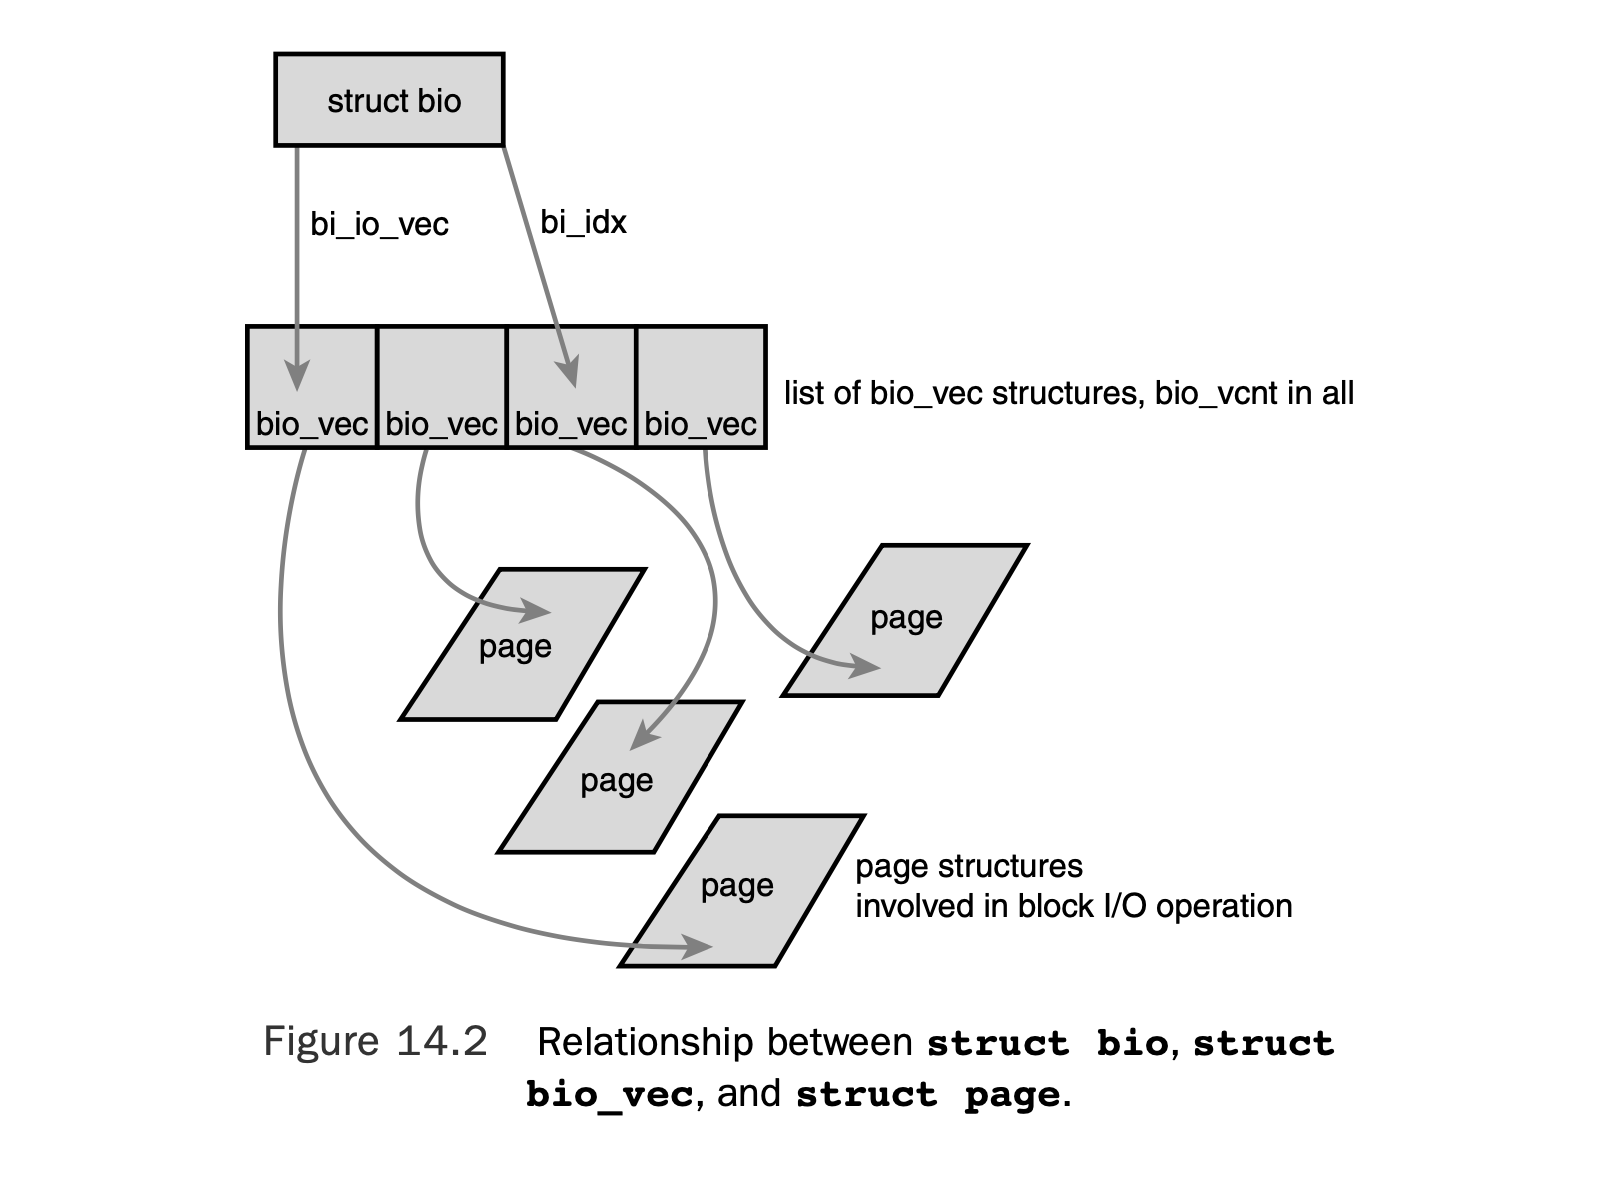 struct bio
bi_io_vec
bi_idx
bio_vec
bio_vec
bio_vec
bio_vec
list of bio_vec structures, bio_vcnt in all
page
page
page
page
page structures
involved in block I/O operation
Figure 14.2 Relationship between struct bio, struct
bio_vec, and struct page.